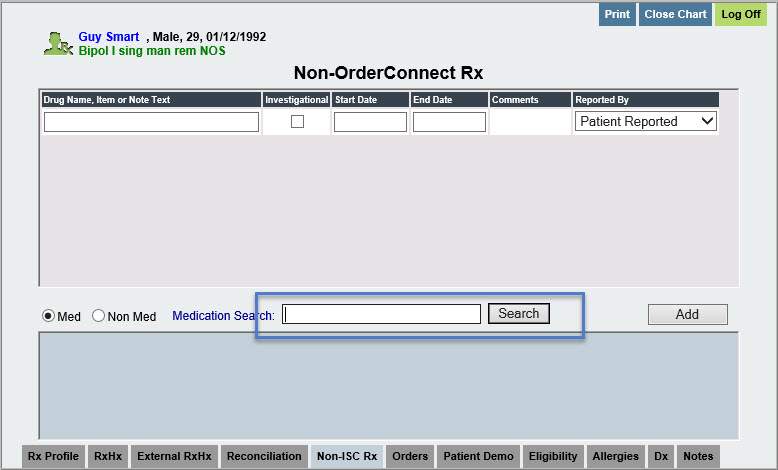 Print Close Chart Log Off
Guy Smart , Male, 29, 01/12/1992
Bipol I sing man rem NOS
Non-OrderConnect Rx
Drug Name, Item or Note Text Investigational Start Date End Date Comments Reported By
Patient Reported
Med Non Med Medication Search: Search Add
Rx Profile RxHx External RxHx Reconciliation Non-ISC Rx Orders Patient Demo Eligibility Allergies Dx Notes